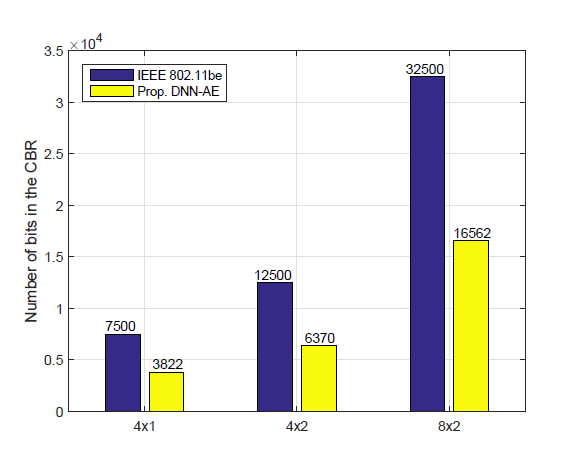 ×10^4
3.5
3
2.5
2
1.5
1
0.5
0
Number of bits in the CBR
IEEE 802.11be
Prop. DNN-AE
7500
3822
12500
6370
32500
16562
4x1
4x2
8x2